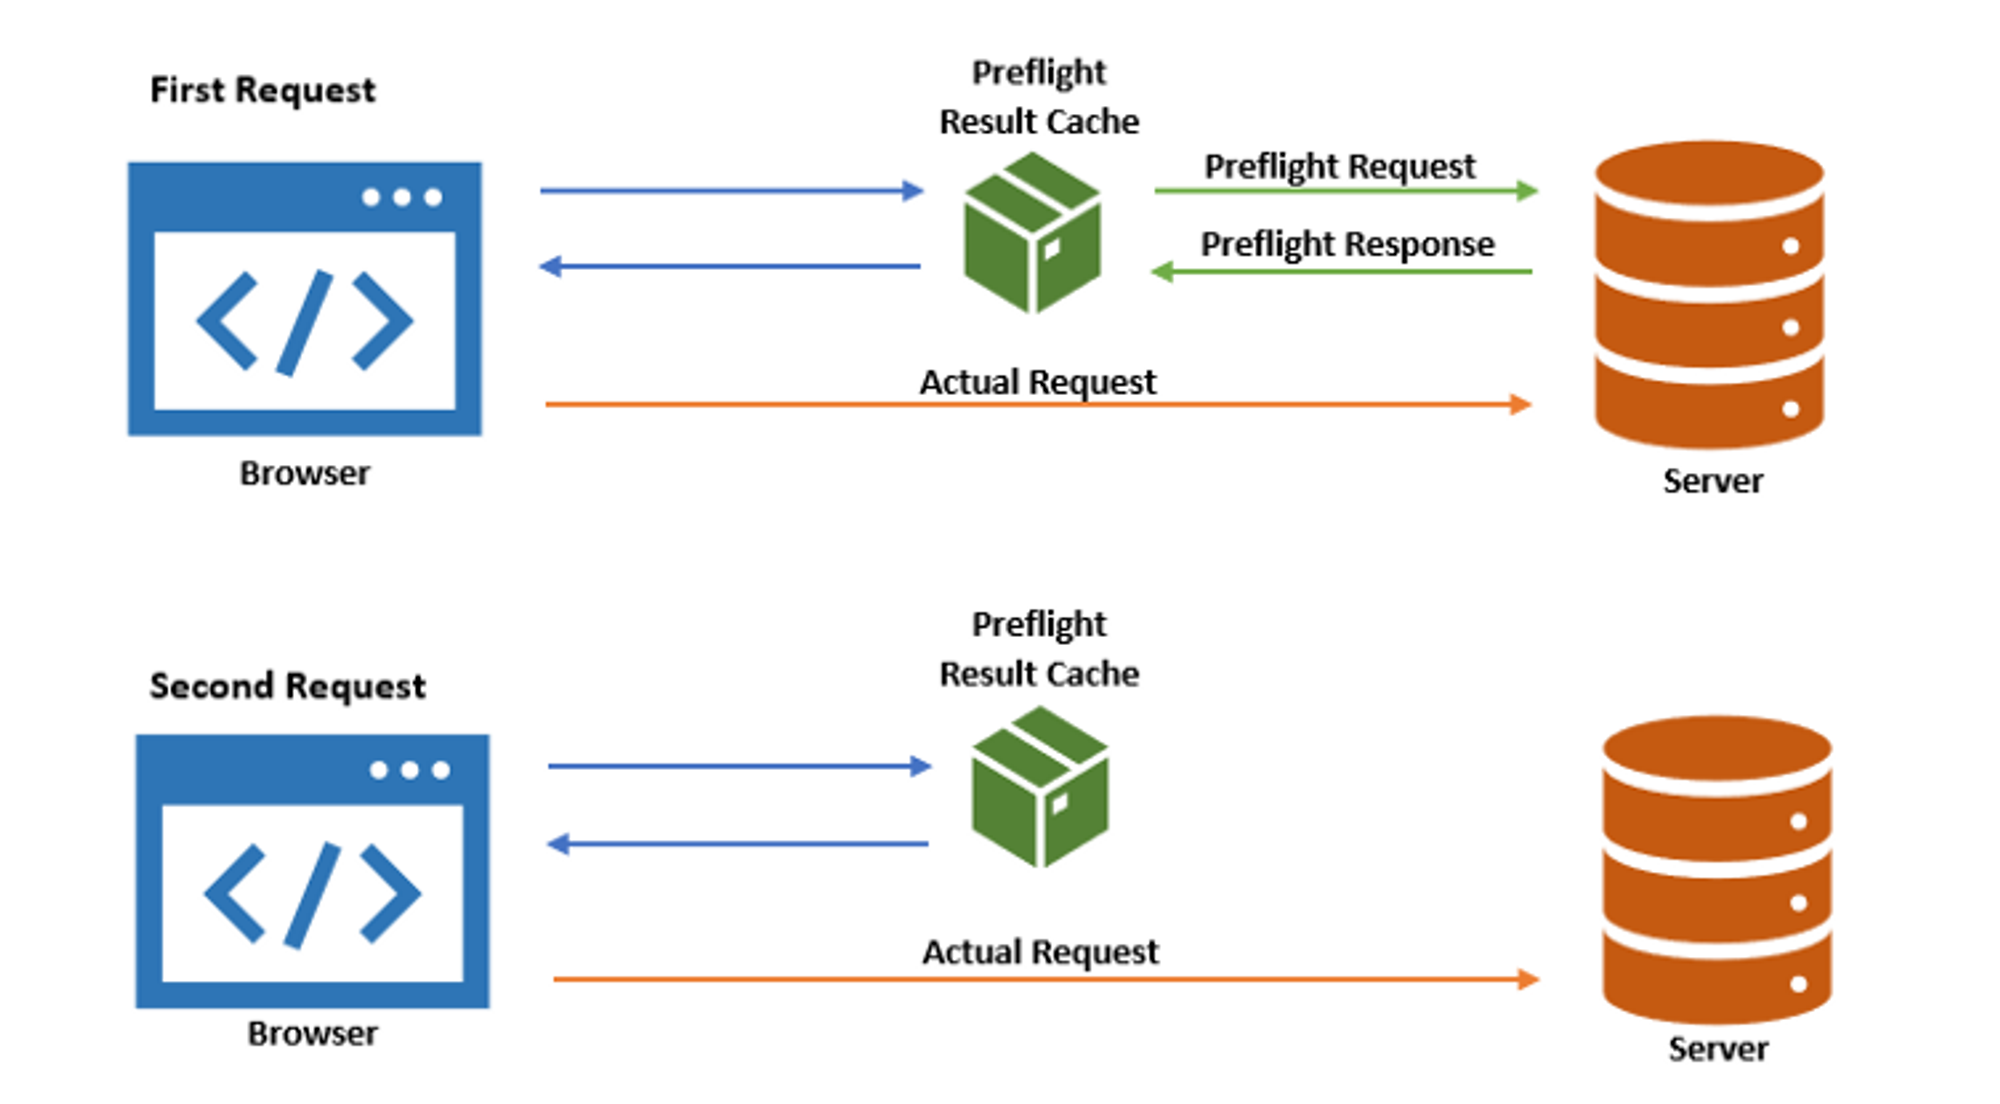 First Request
Preflight
Result Cache
Preflight Request
Preflight Response
</>
Actual Request
Browser
Server
Second Request
Preflight
Result Cache
</>
Actual Request
Browser
Server